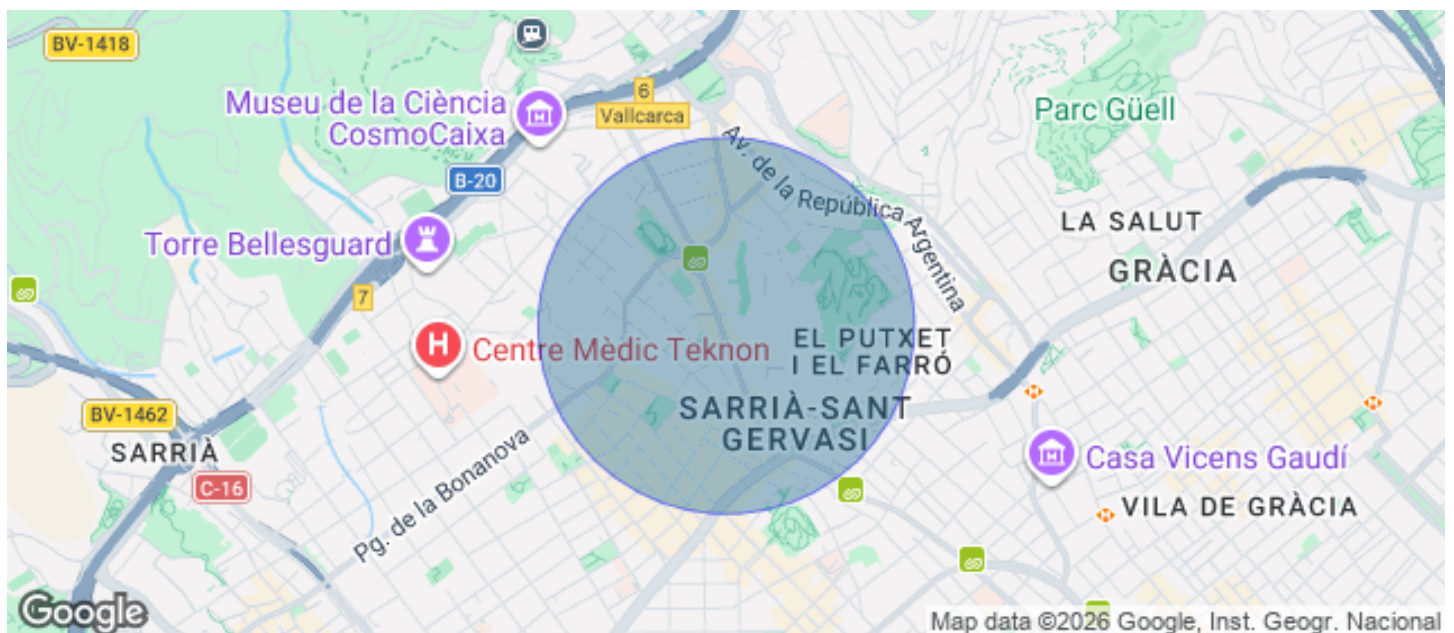 BV-1418
Museu de la Ciència
CosmoCaixa
6
Vallcarca
Parc Güell
B-20
Av. de la República Argentina
Torre Bellesguard
LA SALUT
GRÀCIA
7
H
Centre Mèdic Teknon
EL PUTXET
I EL FARRÓ
BV-1462
SARRIÀ
SARRIÀ-SANT
GERVASI
C-16
Pg. de la Bonanova
M
M
Casa Vicens Gaudí
M
VILA DE GRÀCIA
Google
Map data ©2026 Google, Inst. Geogr. Nacional